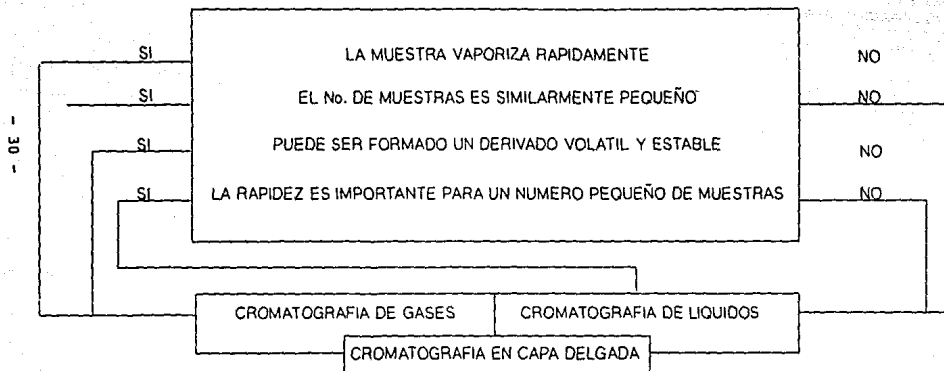 SI LA MUESTRA VAPORIZA RAPIDAMENTE NO
SI EL No. DE MUESTRAS ES SIMILARMENTE PEQUEÑO NO
SI PUEDE SER FORMADO UN DERIVADO VOLATIL Y ESTABLE NO
SI LA RAPIDEZ ES IMPORTANTE PARA UN NUMERO PEQUEÑO DE MUESTRAS NO
CROMATOGRAFIA DE GASES CROMATOGRAFIA DE LIQUIDOS
CROMATOGRAFIA EN CAPA DELGADA
- 30 -